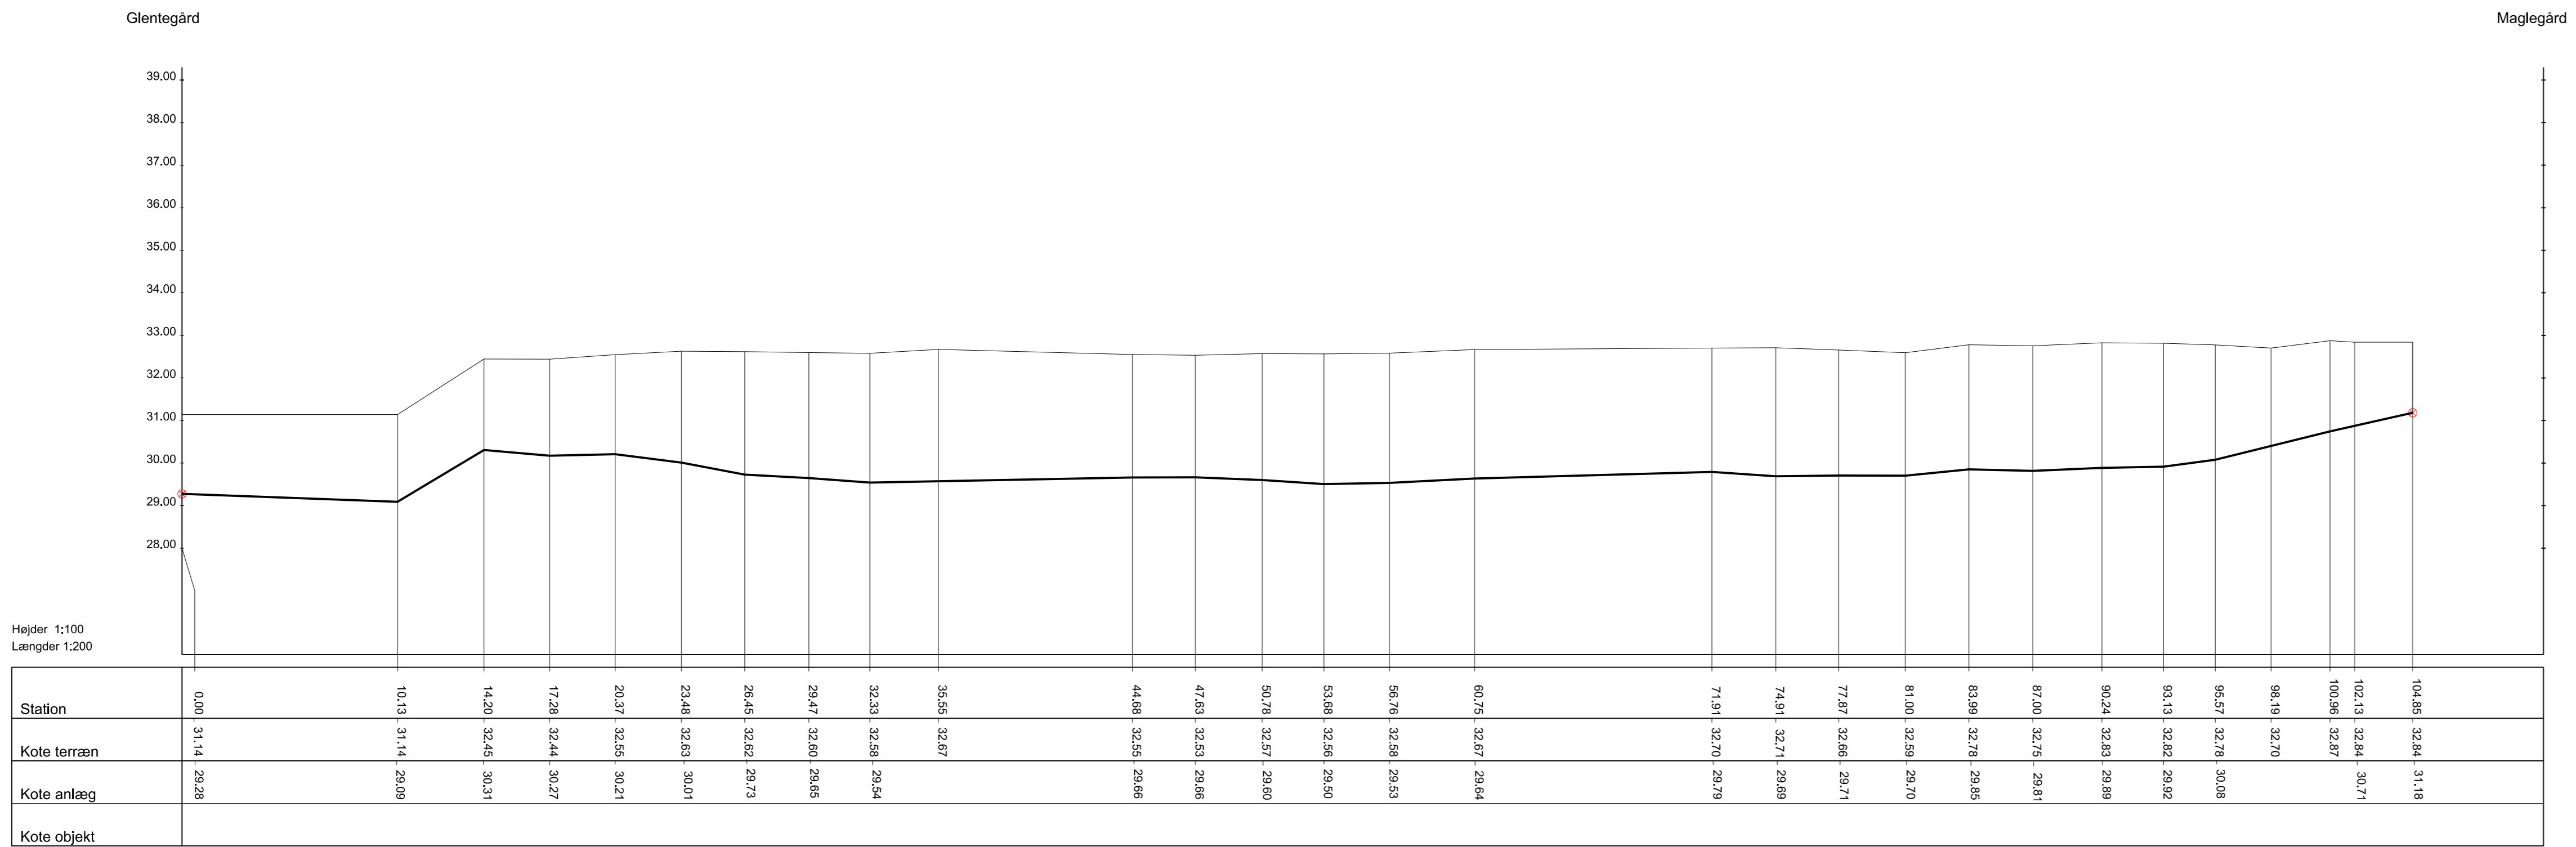 Glentegård Maglegård
39.00
38.00
37.00
36.00
35.00
34.00
33.00
32.00
31.00
30.00
29.00
28.00
Højder 1:100
Længder 1:200
Station 0.00 10.13 14.20 17.28 20.37 23.48 26.45 29.47 32.33 35.55 44.68 47.63 50.78 53.68 56.76 60.75 71.91 74.91 77.87 81.00 83.99 87.00 90.24 93.13 95.57 98.19 100.96 102.13 104.85
Kote terræn 31.14 31.14 32.45 32.44 32.55 32.63 32.62 32.60 32.58 32.67 32.55 32.53 32.57 32.56 32.58 32.67 32.70 32.71 32.66 32.59 32.78 32.75 32.83 32.82 32.78 32.70 32.87 32.84 32.84
Kote anlæg 29.28 29.09 30.31 30.27 30.21 30.01 29.73 29.65 29.54 29.66 29.66 29.60 29.50 29.53 29.64 29.79 29.69 29.71 29.70 29.85 29.81 29.89 29.92 30.08 30.71 31.18
Kote objekt